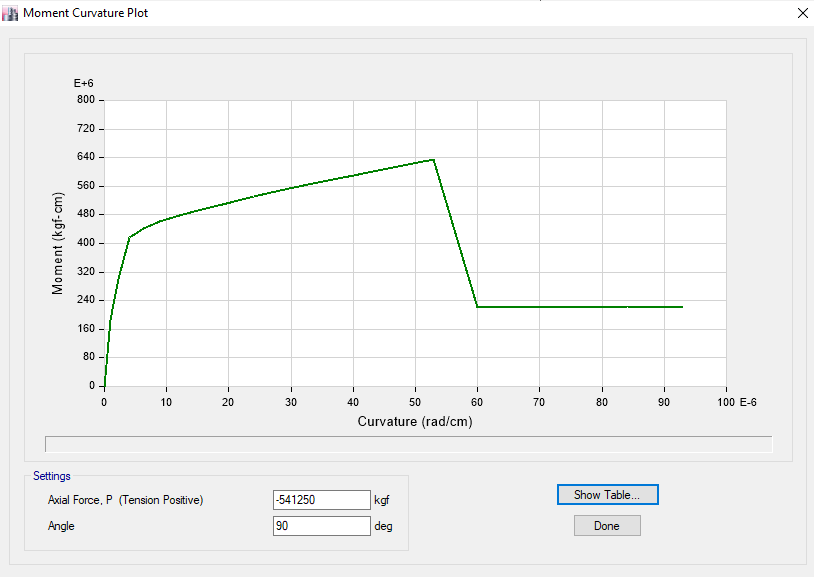 Moment Curvature Plot
E+6
800
720
640
560
480
400
320
240
160
80
0
Moment (kgf-cm)
0 10 20 30 40 50 60 70 80 90 100 E-6
Curvature (rad/cm)
Settings
Axial Force, P (Tension Positive) -541250 kgf
Show Table...
Angle 90 deg
Done